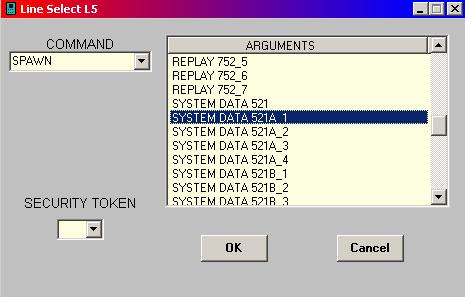 Line Select L5
COMMAND
SPAWN
ARGUMENTS
REPLAY 752_5
REPLAY 752_6
REPLAY 752_7
SYSTEM DATA 521
SYSTEM DATA 521A_1
SYSTEM DATA 521A_2
SYSTEM DATA 521A_3
SYSTEM DATA 521A_4
SYSTEM DATA 521B_1
SYSTEM DATA 521B_2
SYSTEM DATA 521B_3
SECURITY TOKEN
OK
Cancel